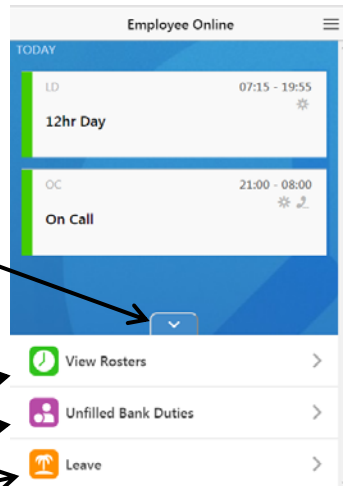 Employee Online
TODAY
LD 07:15 - 19:55
12hr Day
OC 21:00 - 08:00
On Call
View Rosters
Unfilled Bank Duties
Leave